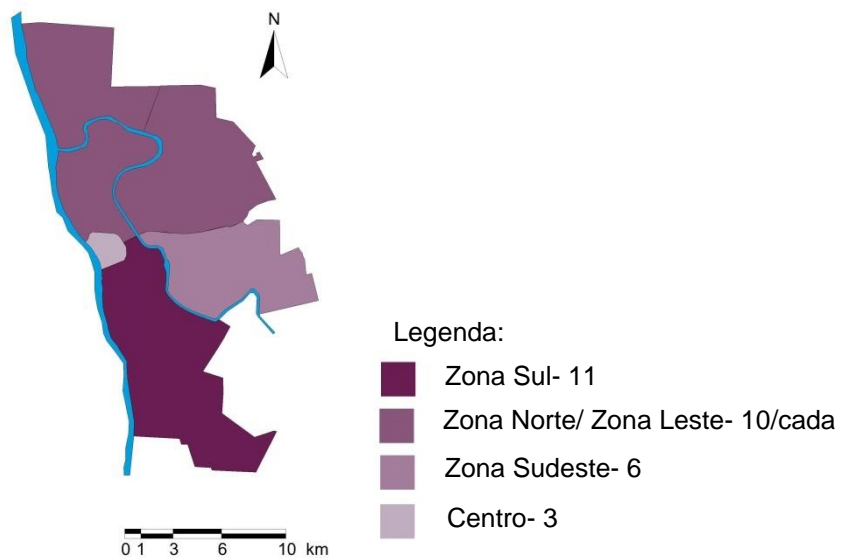 N
Legenda:
Zona Sul- 11
Zona Norte/ Zona Leste- 10/cada
Zona Sudeste- 6
Centro- 3
0 1 3 6 10 km